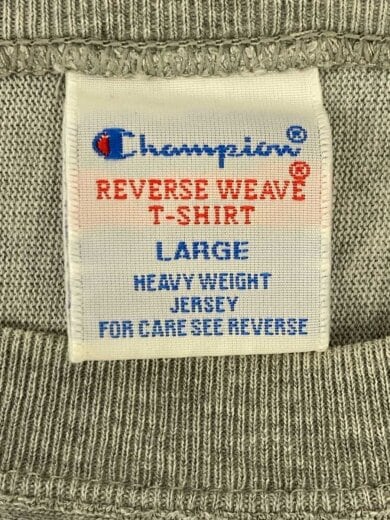 Champion®
REVERSE WEAVE®
T-SHIRT
LARGE
HEAVY WEIGHT
JERSEY
FOR CARE SEE REVERSE